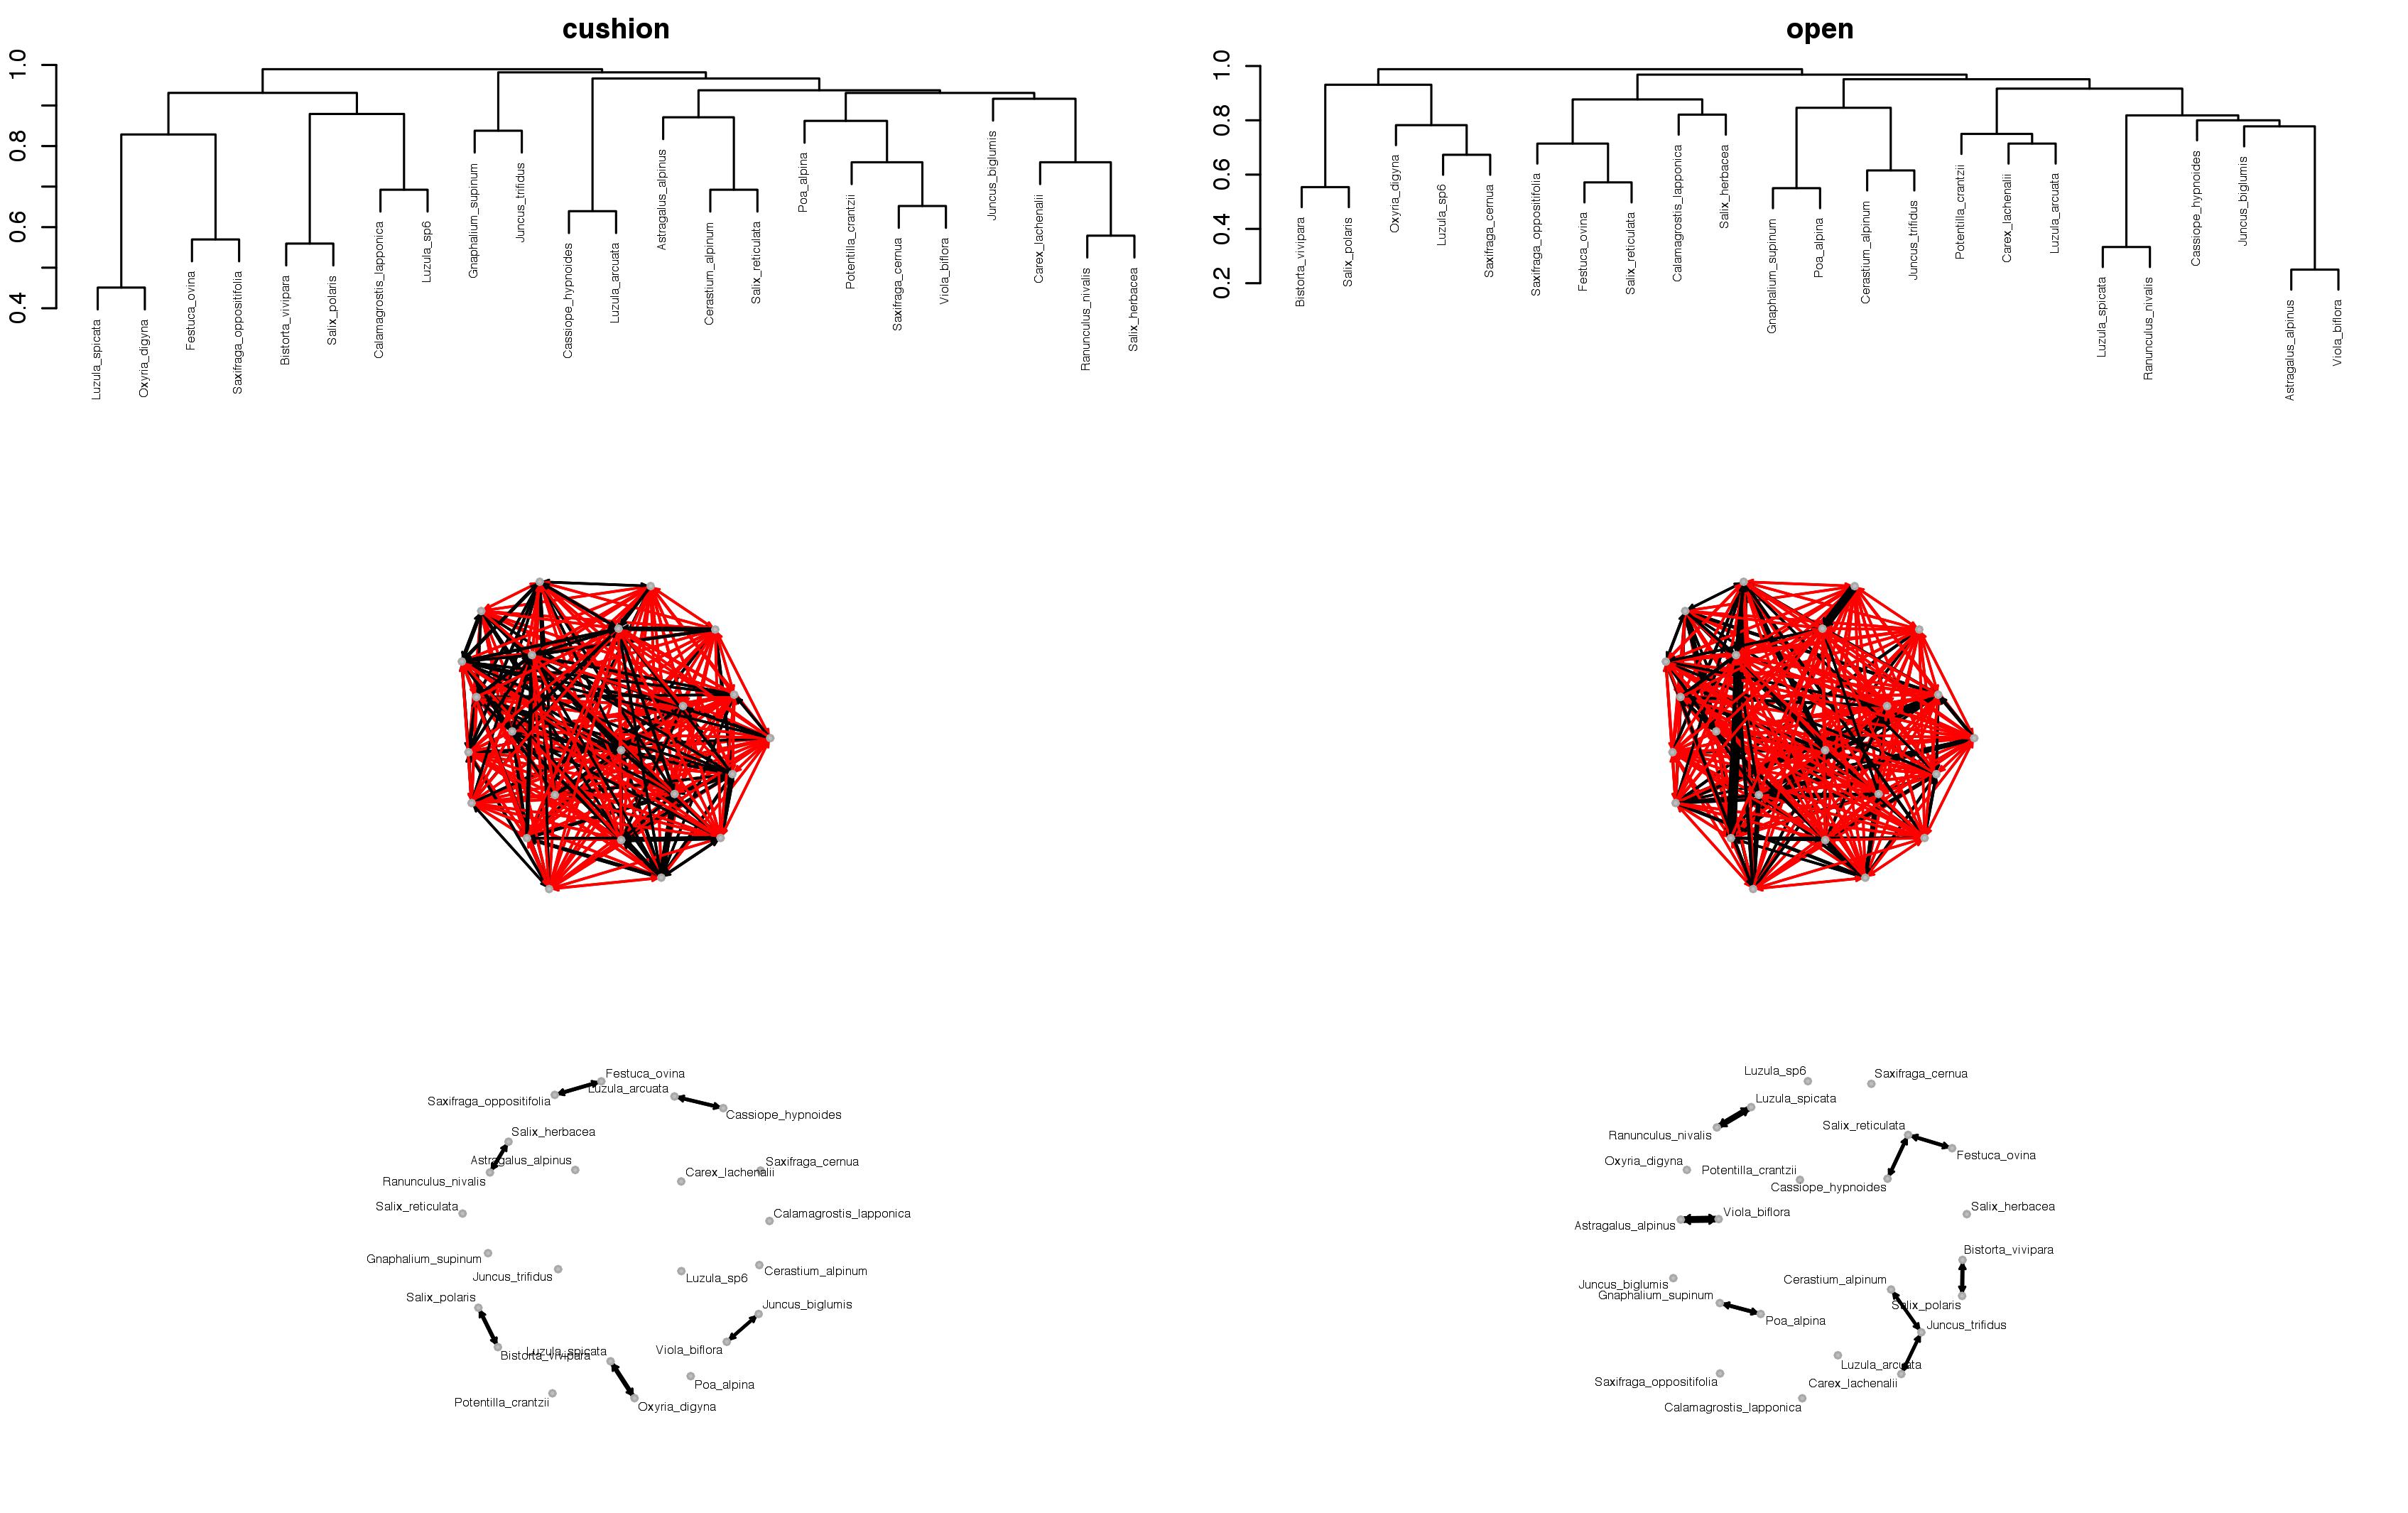 cushion
open
1.0
0.8
0.6
0.4
Luzula_spicata
Oxyria_digyna
Festuca_ovina
Saxifraga_oppositifolia
Bistorta_vivipara
Salix_polaris
Calamagrostis_lapponica
Luzula_sp6
Gnaphalium_supinum
Juncus_trifidus
Cassiope_hypnoides
Luzula_arcuata
Astragalus_alpinus
Cerastium_alpinum
Salix_reticulata
Poa_alpina
Potentilla_crantzii
Saxifraga_cernua
Viola_biflora
Juncus_biglumis
Carex_lachenalii
Ranunculus_nivalis
Salix_herbacea
1.0
0.8
0.6
0.4
0.2
Bistorta_vivipara
Salix_polaris
Oxyria_digyna
Luzula_sp6
Saxifraga_cernua
Saxifraga_oppositifolia
Festuca_ovina
Salix_reticulata
Calamagrostis_lapponica
Salix_herbacea
Gnaphalium_supinum
Poa_alpina
Cerastium_alpinum
Juncus_trifidus
Potentilla_crantzii
Carex_lachenalii
Luzula_arcuata
Luzula_spicata
Ranunculus_nivalis
Cassiope_hypnoides
Juncus_biglumis
Astragalus_alpinus
Viola_biflora
Festuca_ovina
Luzula_arcuata
Saxifraga_oppositifolia
Cassiope_hypnoides
Salix_herbacea
Astragalus_alpinus
Saxifraga_cernua
Carex_lachenalii
Ranunculus_nivalis
Salix_reticulata
Calamagrostis_lapponica
Gnaphalium_supinum
Juncus_trifidus
Luzula_sp6
Cerastium_alpinum
Salix_polaris
Juncus_biglumis
Viola_biflora
Luzula_spicata
Bistorta_vivipara
Poa_alpina
Potentilla_crantzii
Oxyria_digyna
Luzula_sp6
Saxifraga_cernua
Luzula_spicata
Ranunculus_nivalis
Salix_reticulata
Festuca_ovina
Oxyria_digyna
Potentilla_crantzii
Cassiope_hypnoides
Salix_herbacea
Viola_biflora
Astragalus_alpinus
Bistorta_vivipara
Cerastium_alpinum
Juncus_biglumis
Gnaphalium_supinum
Salix_polaris
Poa_alpina
Juncus_trifidus
Luzula_arcuata
Saxifraga_oppositifolia
Carex_lachenalii
Calamagrostis_lapponica